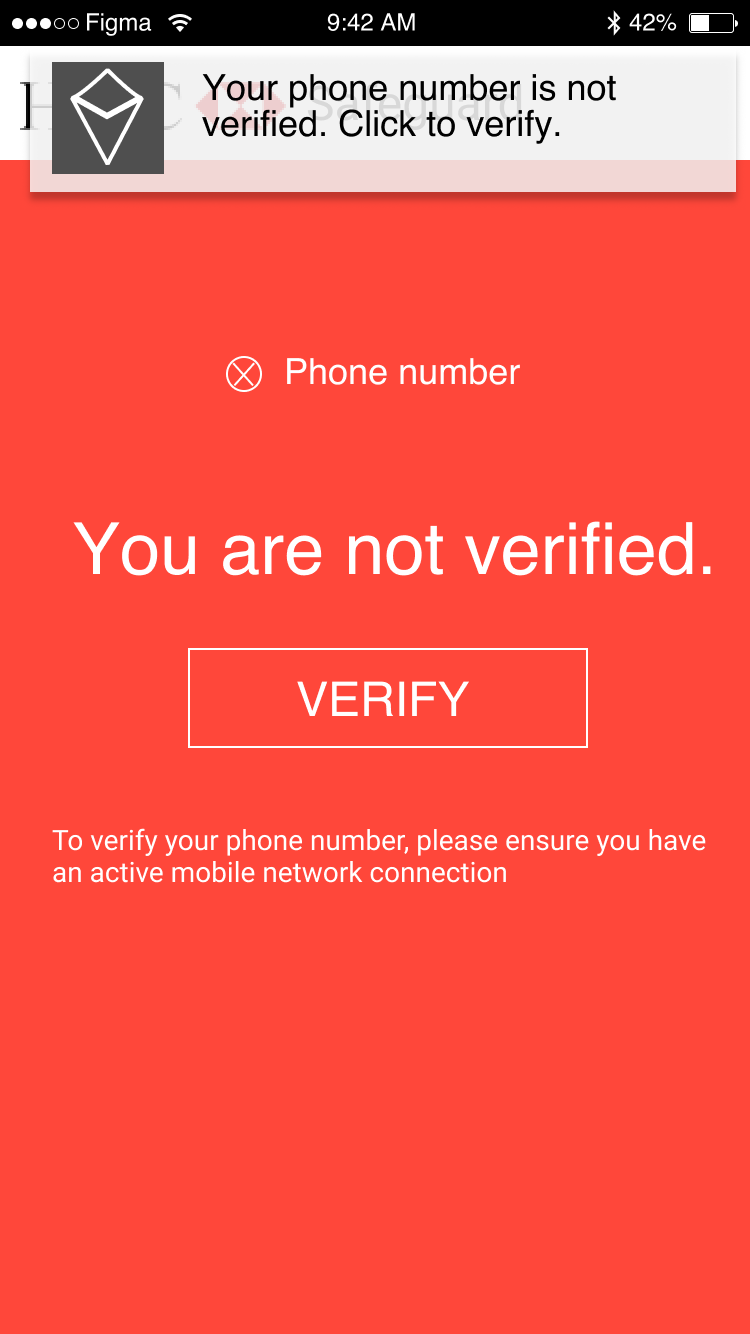 Figma
9:42 AM
42%
Your phone number is not
verified. Click to verify.
Safeguard
Phone number
You are not verified.
VERIFY
To verify your phone number, please ensure you have
an active mobile network connection